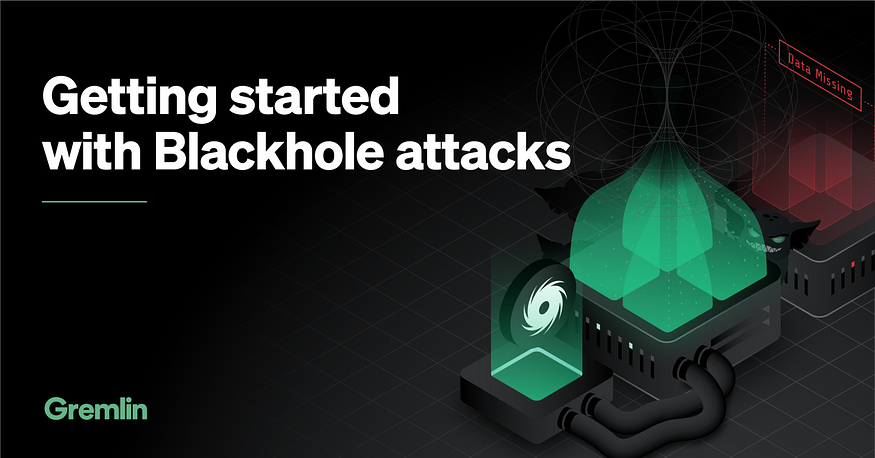 Getting started
with Blackhole attacks
Data Missing
Gremlin